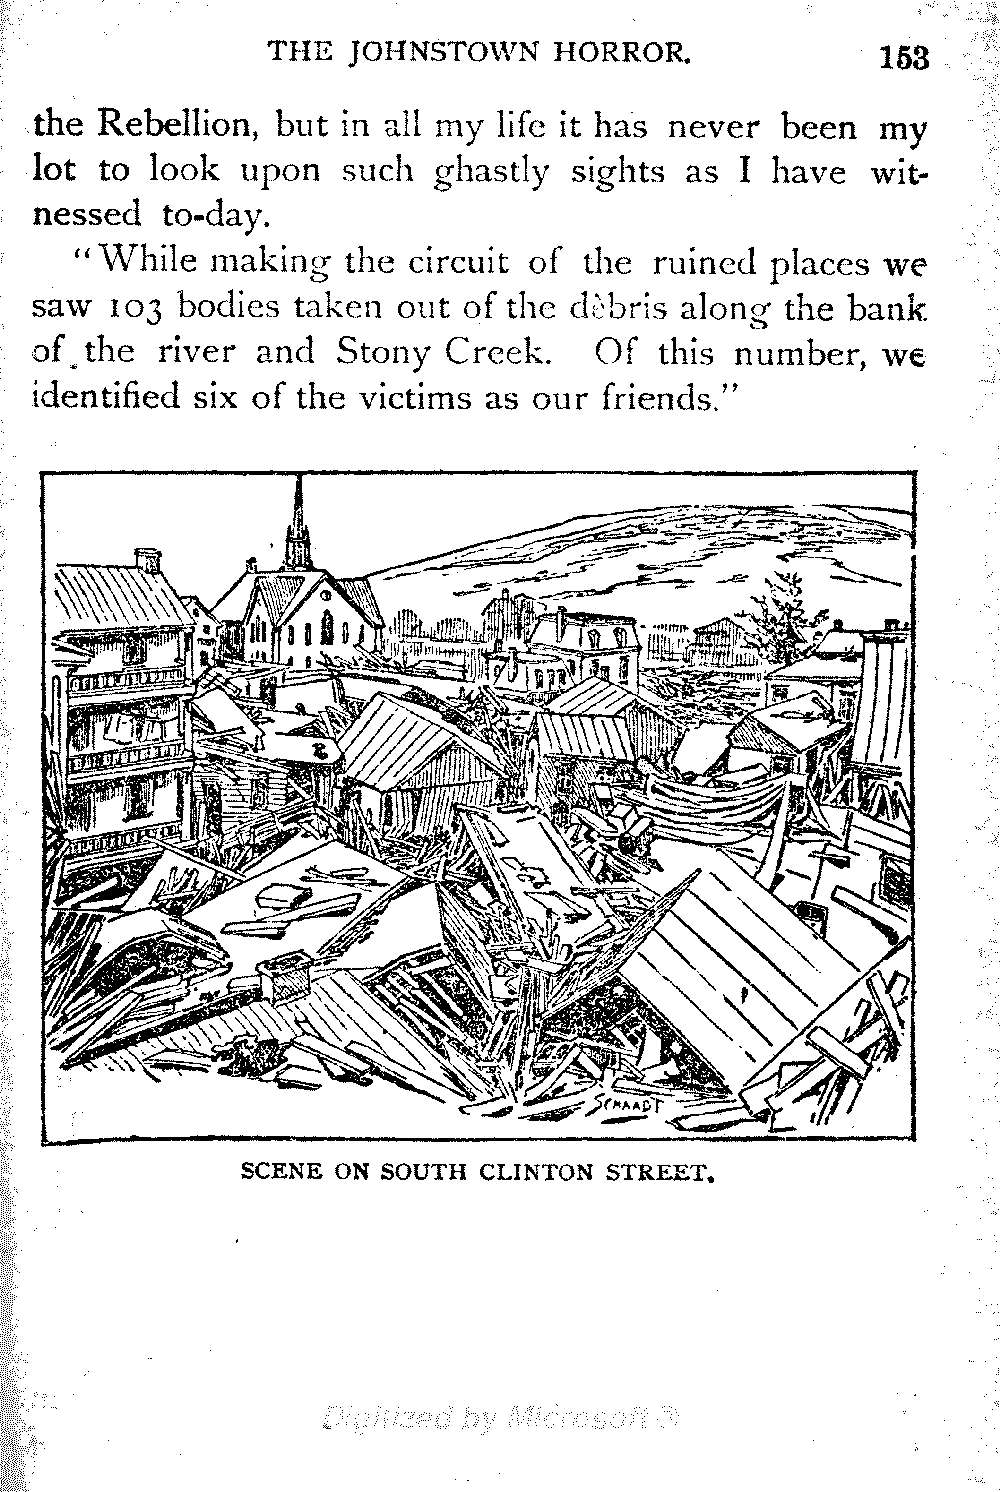 THE JOHNSTOWN HORROR. 153
the Rebellion, but in all my life it has never been my
lot to look upon such ghastly sights as I have wit-
nessed to-day.
“While making the circuit of the ruined places we
saw 103 bodies taken out of the dèbris along the bank
of the river and Stony Creek. Of this number, we
identified six of the victims as our friends.”
SCHAADT
SCENE ON SOUTH CLINTON STREET.
Digitized by Microsoft ®